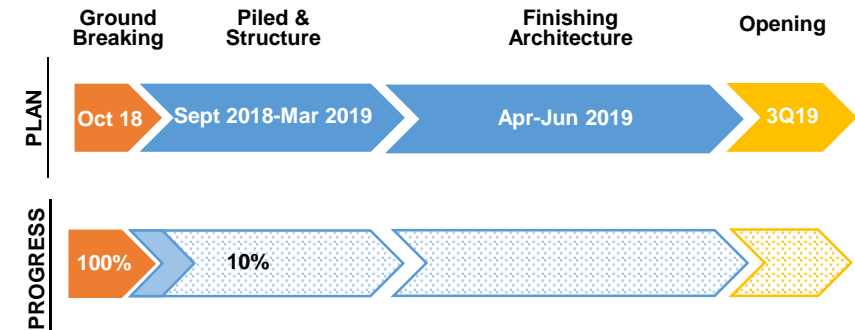 Ground
Breaking
Piled &
Structure
Finishing
Architecture
Opening
PLAN
Oct 18
Sept 2018-Mar 2019
Apr-Jun 2019
3Q19
PROGRESS
100%
10%